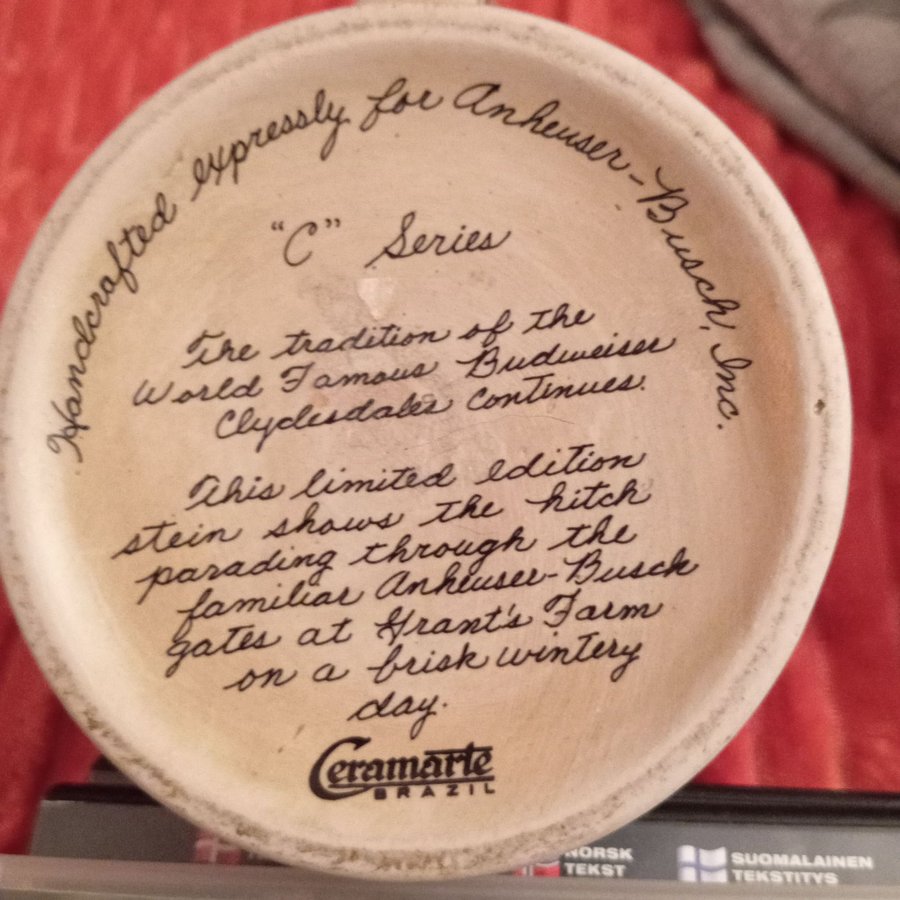 Handcrafted expressly for Anheuser-Busch, Inc.
"C" Series
The tradition of the
World Famous Budweiser
Clydesdales continues.
This limited edition
stein shows the hitch
parading through the
familiar Anheuser-Busch
gates at Grant's Farm
on a brisk wintery
day.
Ceramarte
BRAZIL
NORSK
TEKST
SUOMALAINEN
TEKSTITYS